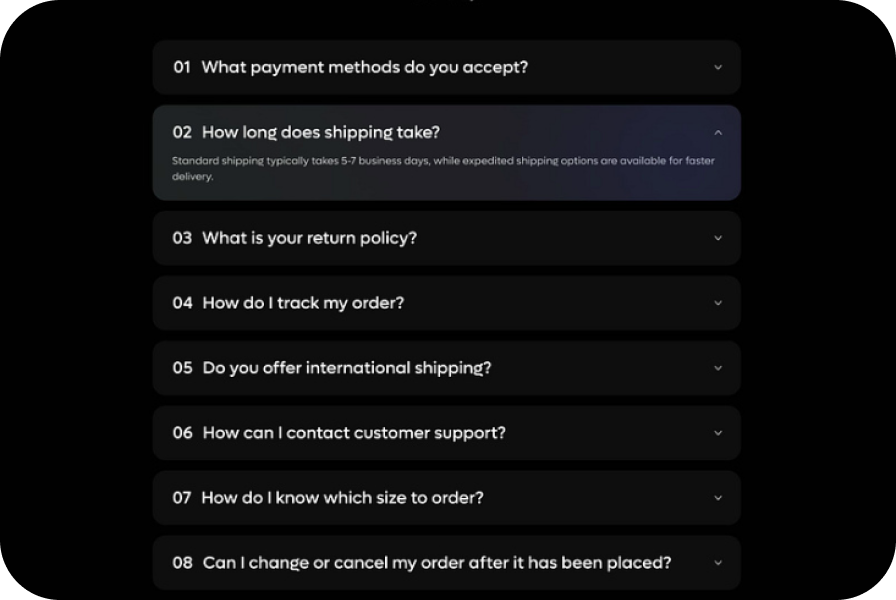 01 What payment methods do you accept?
02 How long does shipping take?
Standard shipping typically takes 5-7 business days, while expedited shipping options are available for faster
delivery.
03 What is your return policy?
04 How do I track my order?
05 Do you offer international shipping?
06 How can I contact customer support?
07 How do I know which size to order?
08 Can I change or cancel my order after it has been placed?